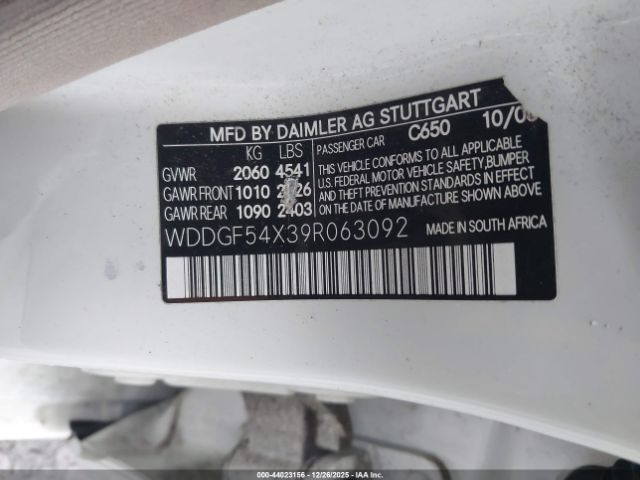 MFD BY DAIMLER AG STUTTGART
KG LBS
GVWR 2060 4541
GAWR FRONT 1010
GAWR REAR 1090 2403
PASSENGER CAR C650
THIS VEHICLE CONFORMS TO ALL APPLICABLE
U.S. FEDERAL MOTOR VEHICLE SAFETY, BUMPER
AND THEFT PREVENTION STANDARDS IN EFFECT
ON THE DATE OF MANUFACTURE SHOWN ABOVE
WDDGF54X39R063092 MADE IN SOUTH AFRICA
000-44023156 - 12/26/2025 - IAA Inc.